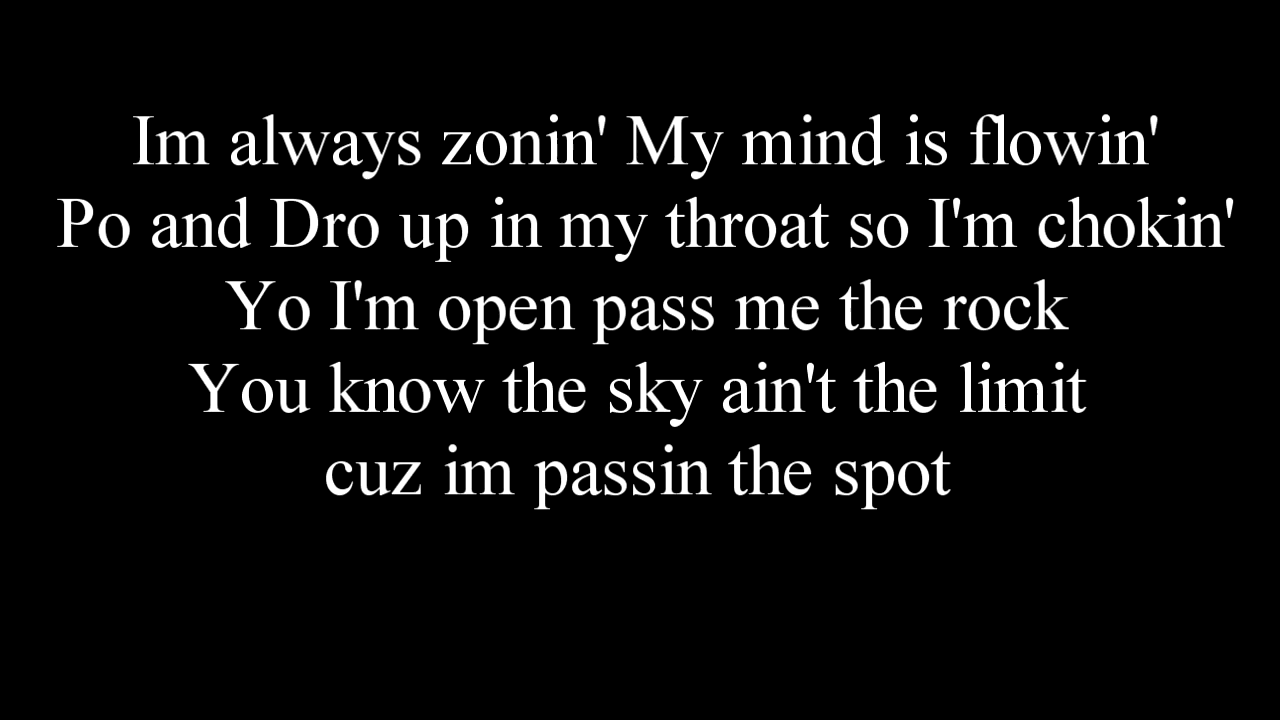 Im always zonin' My mind is flowin'
Po and Dro up in my throat so I'm chokin'
Yo I'm open pass me the rock
You know the sky ain't the limit
cuz im passin the spot